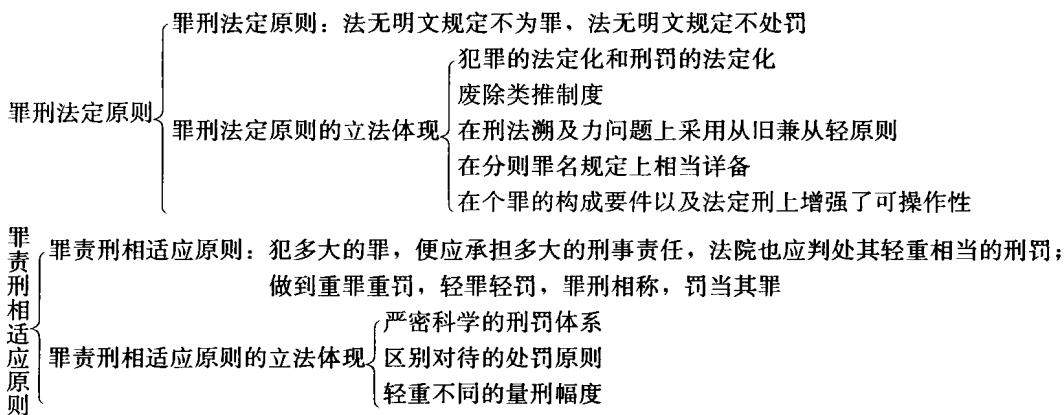 罪刑法定原则：法无明文规定不为罪，法无明文规定不处罚
犯罪的法定化和刑罚的法定化
废除类推制度
罪刑法定原则
罪刑法定原则的立法体现
在刑法溯及力问题上采用从旧兼从轻原则
在分则罪名规定上相当详备
在个罪的构成要件以及法定刑上增强了可操作性
罪责刑相适应原则
罪责刑相适应原则：犯多大的罪，便应承担多大的刑事责任，法院也应判处其轻重相当的刑罚；
做到重罪重罚，轻罪轻罚，罪刑相称，罚当其罪
严密科学的刑罚体系
罪责刑相适应原则的立法体现
区别对待的处罚原则
轻重不同的量刑幅度